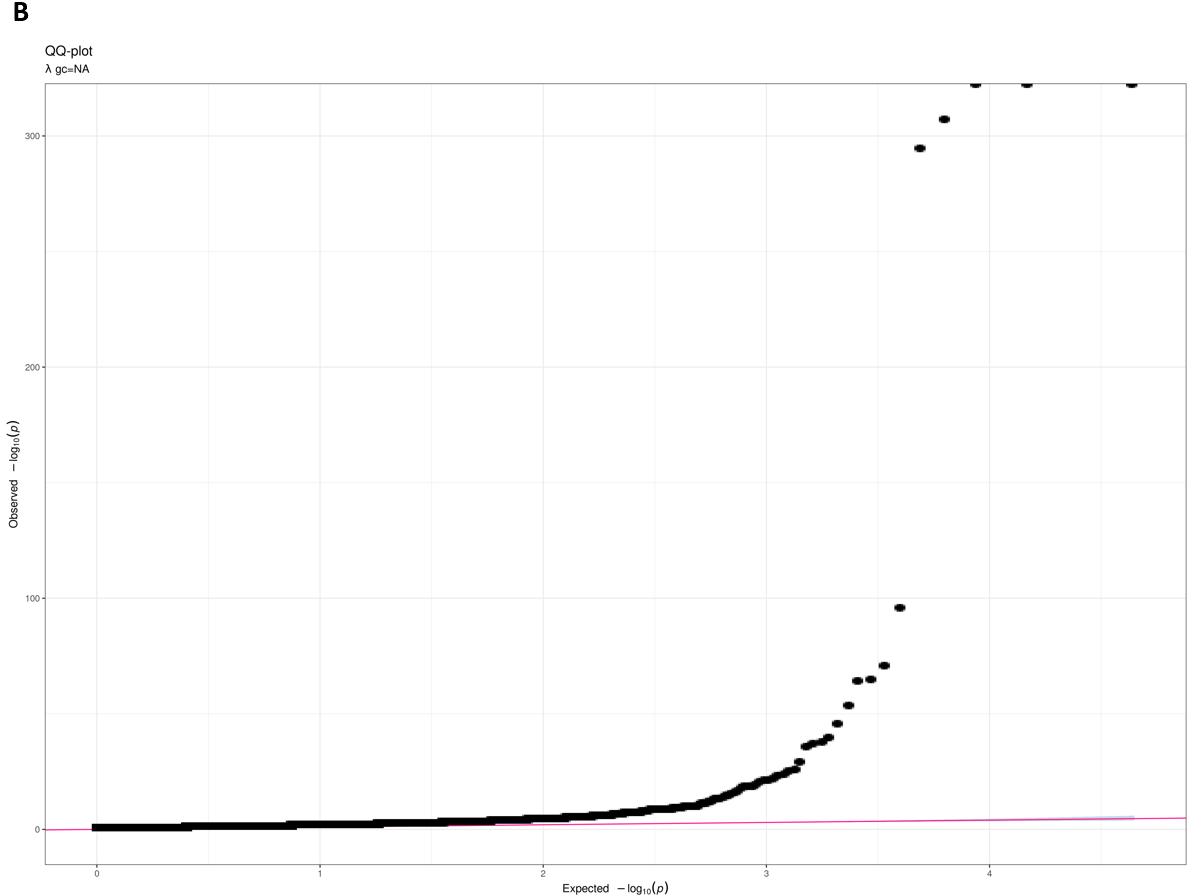 B
QQ-plot
λ gc=NA
300
200
100
0
Observed −log10(p)
0 1 2 3 4
Expected −log10(p)